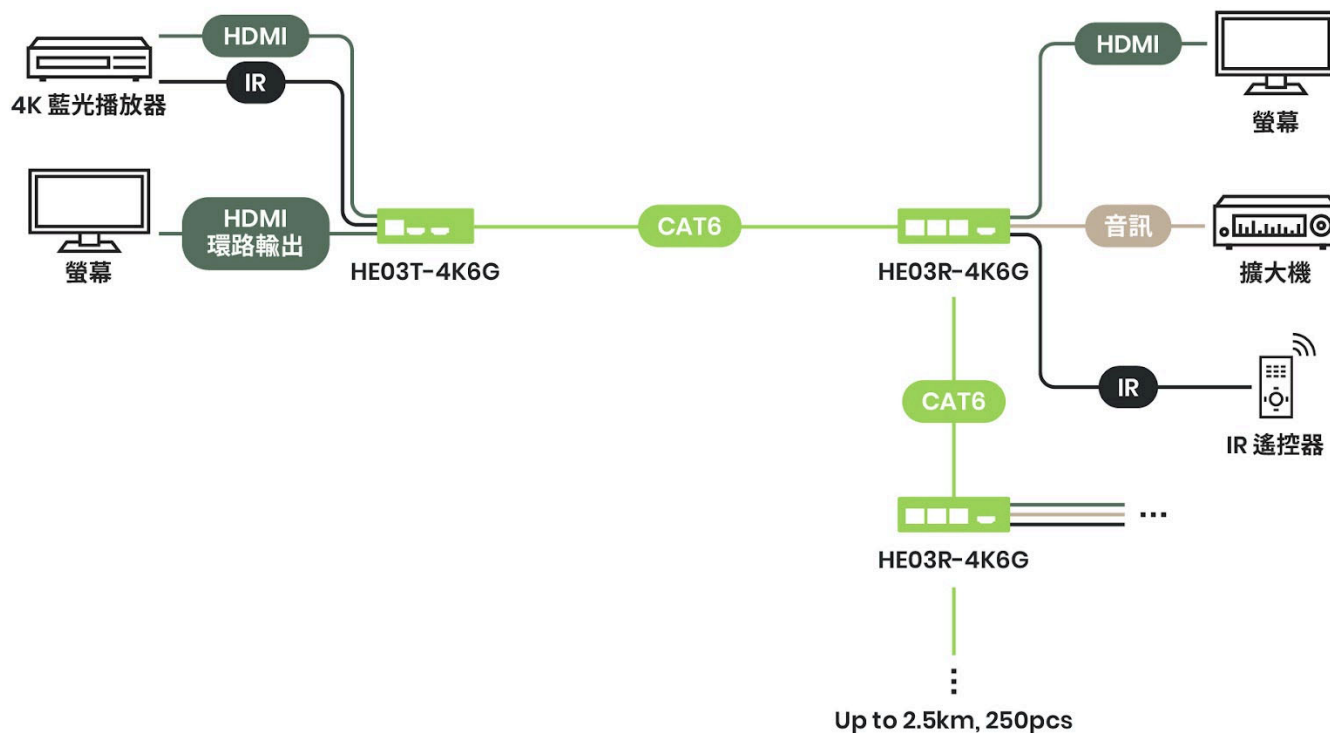 HDMI
IR
4K 藍光播放器
HDMI
環路輸出
螢幕
HE03T-4K6G
CAT6
HE03R-4K6G
HDMI
螢幕
音訊
擴大機
IR
IR 遙控器
CAT6
...
HE03R-4K6G
...
Up to 2.5km, 250pcs